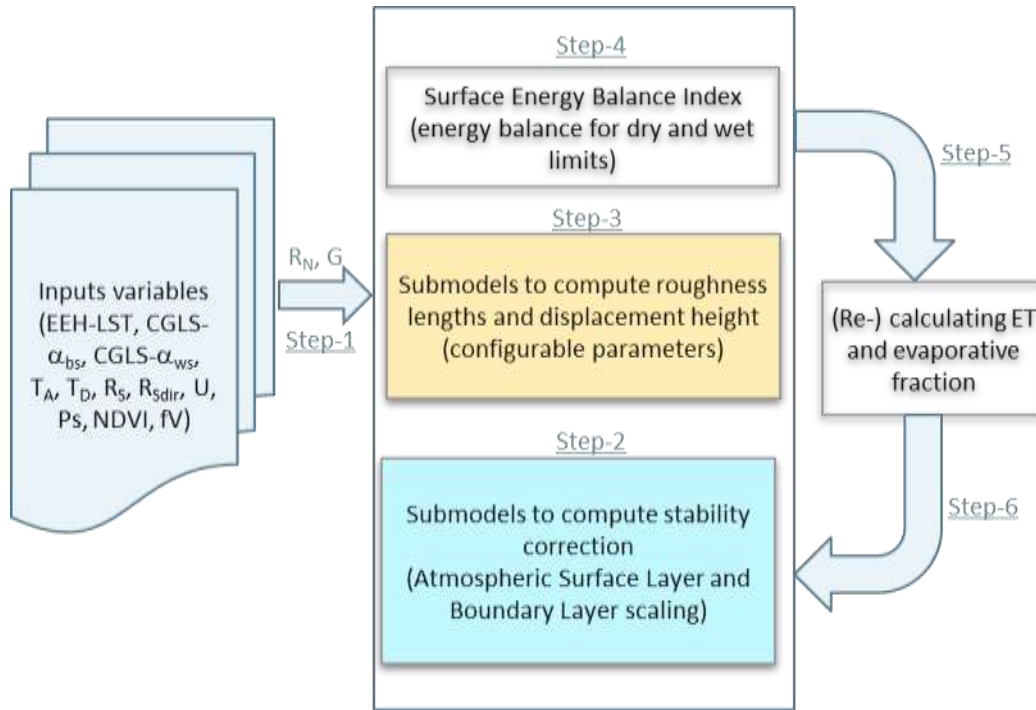 Inputs variables
(EEH-LST, CGLS-
αbs, CGLS-αws,
TA, TD, RS, RSdir, U,
Ps, NDVI, fV)
RN, G
Step-1
Step-4
Surface Energy Balance Index
(energy balance for dry and wet
limits)
Step-3
Submodels to compute roughness
lengths and displacement height
(configurable parameters)
Step-2
Submodels to compute stability
correction
(Atmospheric Surface Layer and
Boundary Layer scaling)
Step-5
(Re-) calculating ET
and evaporative
fraction
Step-6